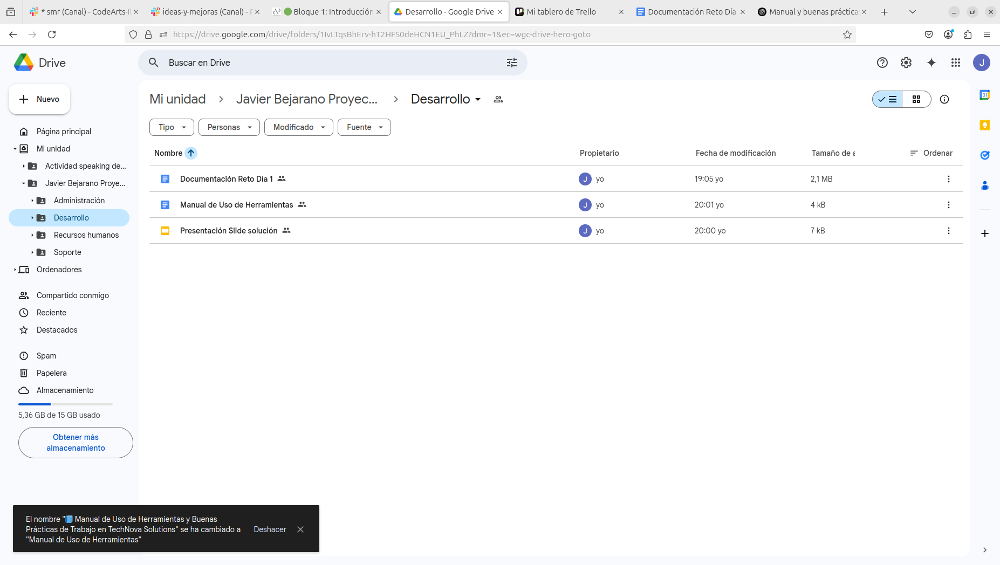 * smr (Canal) - CodeArts-Il
ideas-y-mejoras (Canal) - F
Bloque 1: Introducción
Desarrollo - Google Drive
Mi tablero de Trello
Documentación Reto Día
Manual y buenas práctica
https://drive.google.com/drive/folders/1IvLTqsBhErv-hT2HFS0deHCN1EU_PhLZ?dmr=1&ec=wgc-drive-hero-goto
Drive
Buscar en Drive
J
Nuevo
Página principal
Mi unidad
Actividad speaking de...
Javier Bejarano Proye...
Administración
Desarrollo
Recursos humanos
Soporte
Ordenadores
Compartido conmigo
Reciente
Destacados
Spam
Papelera
Almacenamiento
5,36 GB de 15 GB usado
Obtener más
almacenamiento
Mi unidad > Javier Bejarano Proyec... > Desarrollo
Tipo Personas Modificado Fuente
Nombre Propietario Fecha de modificación Tamaño de a Ordenar
Documentación Reto Día 1 J yo 19:05 yo 2,1 MB
Manual de Uso de Herramientas J yo 20:01 yo 4 kB
Presentación Slide solución J yo 20:00 yo 7 kB
31
El nombre "📘 Manual de Uso de Herramientas y Buenas
Prácticas de Trabajo en TechNova Solutions" se ha cambiado a
"Manual de Uso de Herramientas"
Deshacer